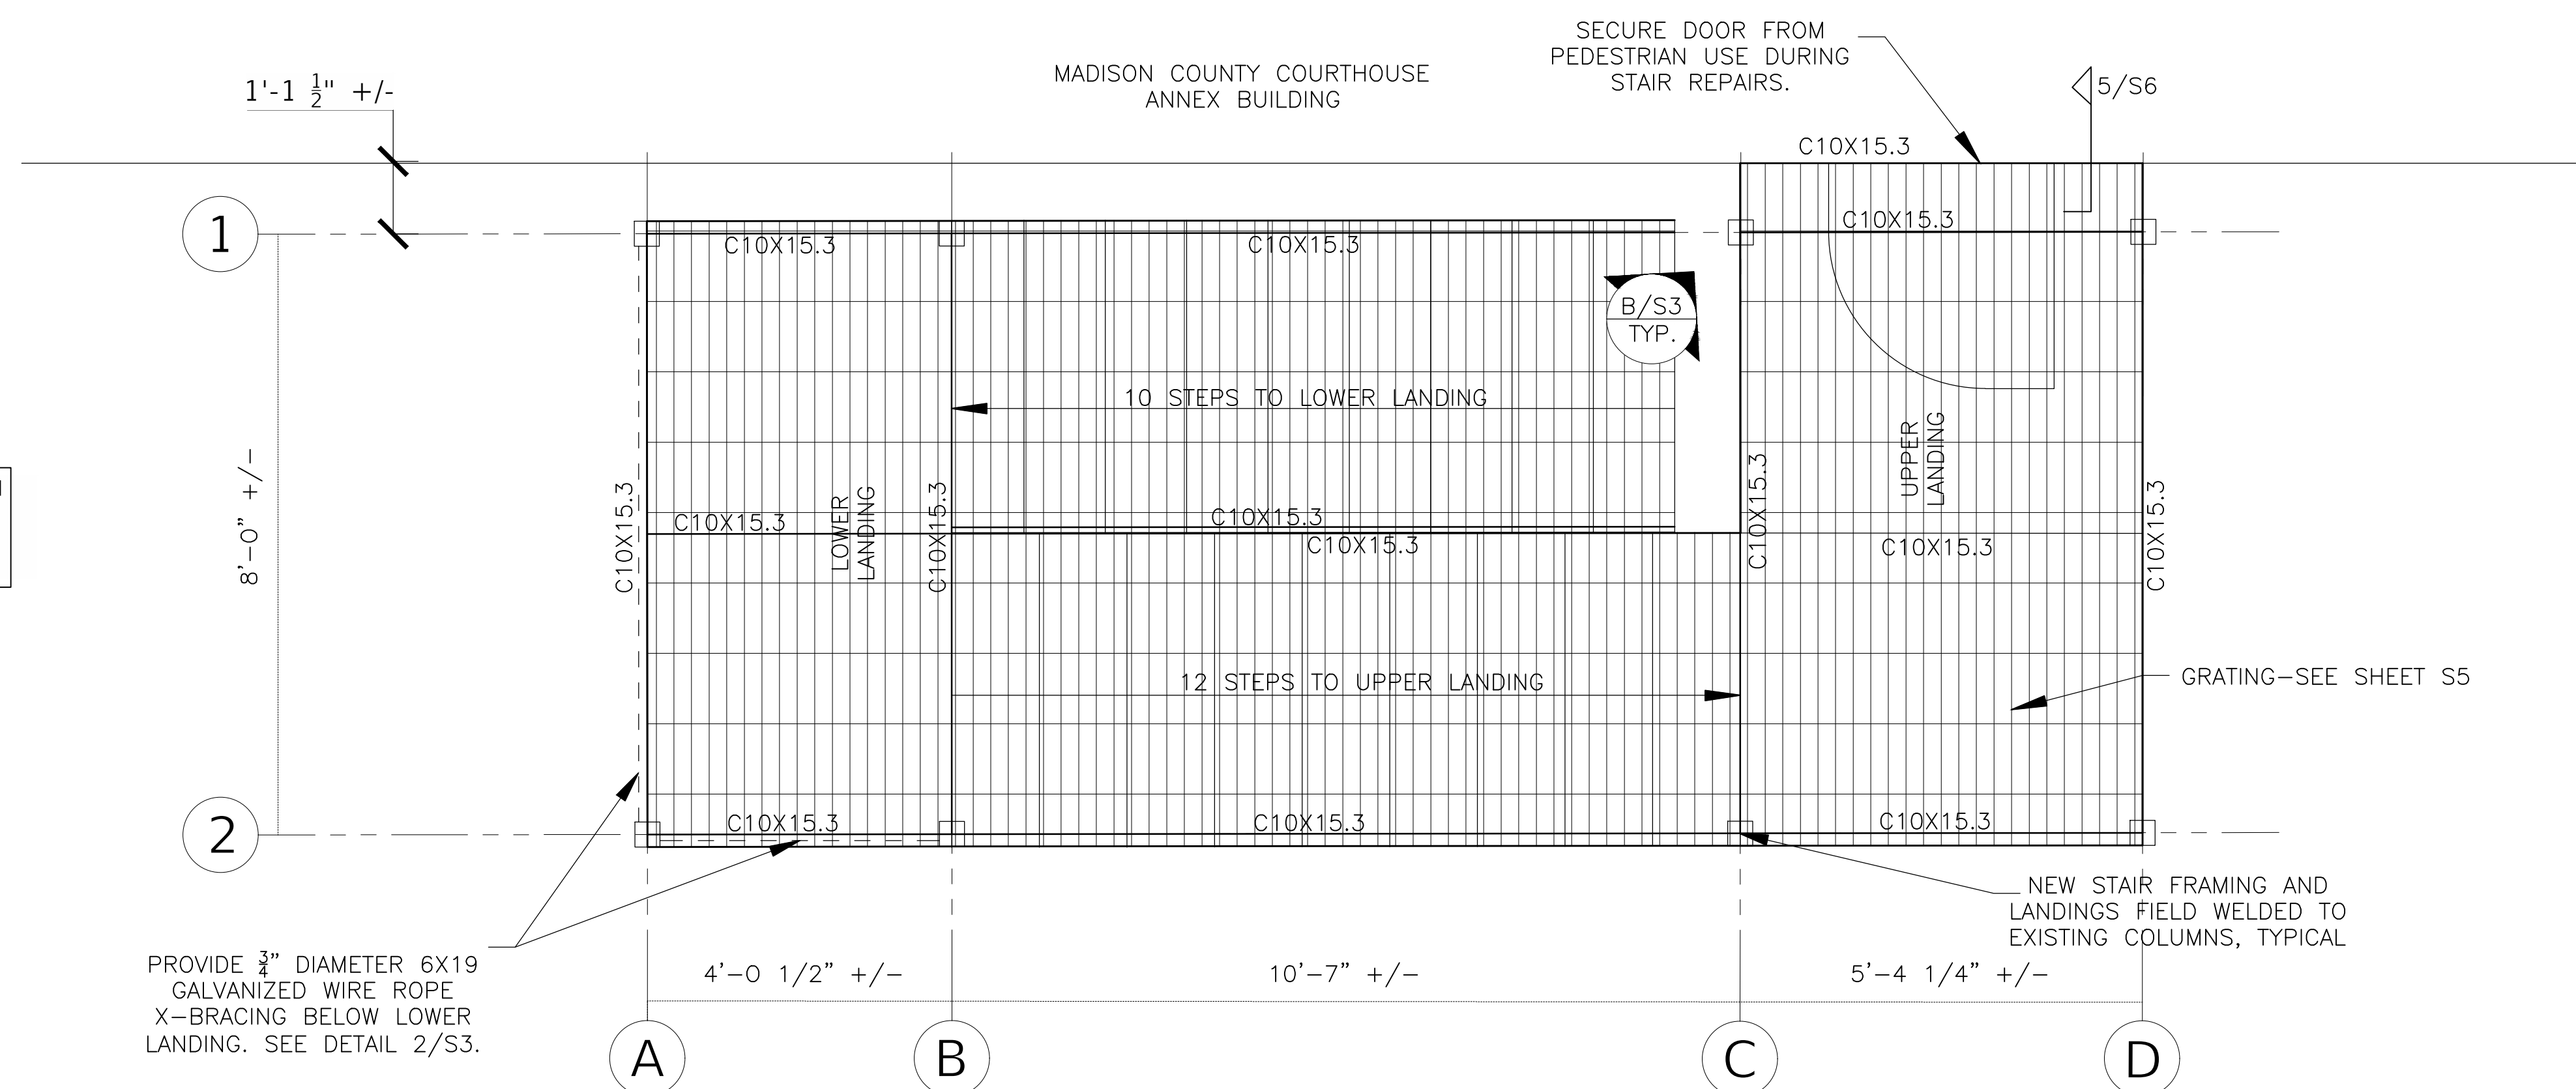 SECURE DOOR FROM
PEDESTRIAN USE DURING
STAIR REPAIRS.
MADISON COUNTY COURTHOUSE
ANNEX BUILDING
1'-1 1/2" +/-
5/S6
C10X15.3
1
C10X15.3
C10X15.3
C10X15.3
B/S3
TYP.
10 STEPS TO LOWER LANDING
8'-0" +/-
C10X15.3
C10X15.3
LOWER
LANDING
C10X15.3
C10X15.3
C10X15.3
C10X15.3
UPPER
LANDING
C10X15.3
C10X15.3
12 STEPS TO UPPER LANDING
GRATING-SEE SHEET S5
2
C10X15.3
C10X15.3
C10X15.3
NEW STAIR FRAMING AND
LANDINGS FIELD WELDED TO
EXISTING COLUMNS, TYPICAL
PROVIDE 3/4" DIAMETER 6X19
GALVANIZED WIRE ROPE
X-BRACING BELOW LOWER
LANDING. SEE DETAIL 2/S3.
4'-0 1/2" +/-
10'-7" +/-
5'-4 1/4" +/-
A
B
C
D